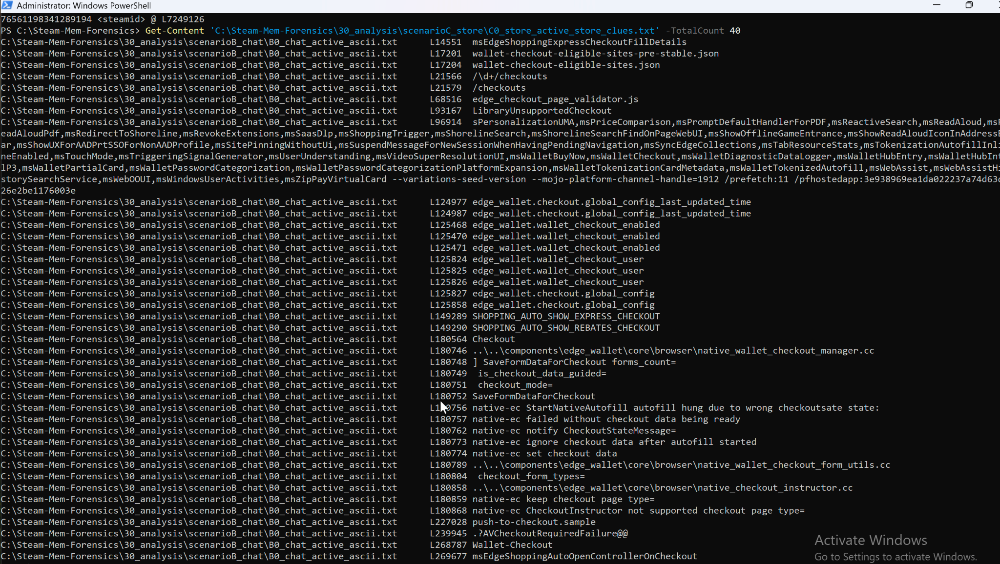 Administrator: Windows PowerShell
76561198341289194 <steamid> @ L7249126
PS C:\Steam-Mem-Forensics> Get-Content 'C:\Steam-Mem-Forensics\30_analysis\scenarioC_store\C0_store_active_store_clues.txt' -TotalCount 40
C:\Steam-Mem-Forensics\30_analysis\scenarioB_chat\B0_chat_active_ascii.txt L14551 msEdgeShoppingExpressCheckoutFillDetails
C:\Steam-Mem-Forensics\30_analysis\scenarioB_chat\B0_chat_active_ascii.txt L17201 wallet-checkout-eligible-sites-pre-stable.json
C:\Steam-Mem-Forensics\30_analysis\scenarioB_chat\B0_chat_active_ascii.txt L17204 wallet-checkout-eligible-sites.json
C:\Steam-Mem-Forensics\30_analysis\scenarioB_chat\B0_chat_active_ascii.txt L21566 /\d+/checkouts
C:\Steam-Mem-Forensics\30_analysis\scenarioB_chat\B0_chat_active_ascii.txt L21579 /checkouts
C:\Steam-Mem-Forensics\30_analysis\scenarioB_chat\B0_chat_active_ascii.txt L68516 edge_checkout_page_validator.js
C:\Steam-Mem-Forensics\30_analysis\scenarioB_chat\B0_chat_active_ascii.txt L93167 LibraryUnsupportedCheckout
C:\Steam-Mem-Forensics\30_analysis\scenarioB_chat\B0_chat_active_ascii.txt L96914 sPersonalizationUMA,msPriceComparison,msPromptDefaultHandlerForPDF,msReactiveSearch,msReadAloud,msR
eadAloudPdf,msRedirectToShoreline,msRevokeExtensions,msSaasDlp,msShoppingTrigger,msShorelineSearch,msShorelineSearchFindOnPageWebUI,msShowOfflineGameEntrance,msShowReadAloudIconInAddressB
ar,msShowUXForAADPrtSSOForNonAADProfile,msSitePinningWithoutUi,msSuspendMessageForNewSessionWhenHavingPendingNavigation,msSyncEdgeCollections,msTabResourceStats,msTokenizationAutofillInli
neEnabled,msTouchMode,msTriggeringSignalGenerator,msUserUnderstanding,msVideoSuperResolutionUI,msWalletBuyNow,msWalletCheckout,msWalletDiagnosticDataLogger,msWalletHubEntry,msWalletHubInt
lP3,msWalletPartialCard,msWalletPasswordCategorization,msWalletPasswordCategorizationPlatformExpansion,msWalletTokenizationCardMetadata,msWalletTokenizedAutofill,msWebAssist,msWebAssistHi
storySearchService,msWebOOUI,msWindowsUserActivities,msZipPayVirtualCard --variations-seed-version --mojo-platform-channel-handle=1912 /prefetch:11 /pfhostedapp:3e938969ea1da022237a74d63c
26e2be1176003e
C:\Steam-Mem-Forensics\30_analysis\scenarioB_chat\B0_chat_active_ascii.txt L124977 edge_wallet.checkout.global_config_last_updated_time
C:\Steam-Mem-Forensics\30_analysis\scenarioB_chat\B0_chat_active_ascii.txt L124987 edge_wallet.checkout.global_config_last_updated_time
C:\Steam-Mem-Forensics\30_analysis\scenarioB_chat\B0_chat_active_ascii.txt L125468 edge_wallet.wallet_checkout_enabled
C:\Steam-Mem-Forensics\30_analysis\scenarioB_chat\B0_chat_active_ascii.txt L125470 edge_wallet.wallet_checkout_enabled
C:\Steam-Mem-Forensics\30_analysis\scenarioB_chat\B0_chat_active_ascii.txt L125471 edge_wallet.wallet_checkout_enabled
C:\Steam-Mem-Forensics\30_analysis\scenarioB_chat\B0_chat_active_ascii.txt L125824 edge_wallet.wallet_checkout_user
C:\Steam-Mem-Forensics\30_analysis\scenarioB_chat\B0_chat_active_ascii.txt L125825 edge_wallet.wallet_checkout_user
C:\Steam-Mem-Forensics\30_analysis\scenarioB_chat\B0_chat_active_ascii.txt L125826 edge_wallet.wallet_checkout_user
C:\Steam-Mem-Forensics\30_analysis\scenarioB_chat\B0_chat_active_ascii.txt L125827 edge_wallet.checkout.global_config
C:\Steam-Mem-Forensics\30_analysis\scenarioB_chat\B0_chat_active_ascii.txt L125858 edge_wallet.checkout.global_config
C:\Steam-Mem-Forensics\30_analysis\scenarioB_chat\B0_chat_active_ascii.txt L149289 SHOPPING_AUTO_SHOW_EXPRESS_CHECKOUT
C:\Steam-Mem-Forensics\30_analysis\scenarioB_chat\B0_chat_active_ascii.txt L149290 SHOPPING_AUTO_SHOW_REBATES_CHECKOUT
C:\Steam-Mem-Forensics\30_analysis\scenarioB_chat\B0_chat_active_ascii.txt L180564 Checkout
C:\Steam-Mem-Forensics\30_analysis\scenarioB_chat\B0_chat_active_ascii.txt L180746 ..\..\components\edge_wallet\core\browser\native_wallet_checkout_manager.cc
C:\Steam-Mem-Forensics\30_analysis\scenarioB_chat\B0_chat_active_ascii.txt L180748 ] SaveFormDataForCheckout forms_count=
C:\Steam-Mem-Forensics\30_analysis\scenarioB_chat\B0_chat_active_ascii.txt L180749 is_checkout_data_guided=
C:\Steam-Mem-Forensics\30_analysis\scenarioB_chat\B0_chat_active_ascii.txt L180751 checkout_mode=
C:\Steam-Mem-Forensics\30_analysis\scenarioB_chat\B0_chat_active_ascii.txt L180752 SaveFormDataForCheckout
C:\Steam-Mem-Forensics\30_analysis\scenarioB_chat\B0_chat_active_ascii.txt L180756 native-ec StartNativeAutofill autofill hung due to wrong checkoutsate state:
C:\Steam-Mem-Forensics\30_analysis\scenarioB_chat\B0_chat_active_ascii.txt L180757 native-ec failed without checkout data being ready
C:\Steam-Mem-Forensics\30_analysis\scenarioB_chat\B0_chat_active_ascii.txt L180762 native-ec notify CheckoutStateMessage=
C:\Steam-Mem-Forensics\30_analysis\scenarioB_chat\B0_chat_active_ascii.txt L180773 native-ec ignore checkout data after autofill started
C:\Steam-Mem-Forensics\30_analysis\scenarioB_chat\B0_chat_active_ascii.txt L180774 native-ec set checkout data
C:\Steam-Mem-Forensics\30_analysis\scenarioB_chat\B0_chat_active_ascii.txt L180789 ..\..\components\edge_wallet\core\browser\native_wallet_checkout_form_utils.cc
C:\Steam-Mem-Forensics\30_analysis\scenarioB_chat\B0_chat_active_ascii.txt L180804 checkout_form_types=
C:\Steam-Mem-Forensics\30_analysis\scenarioB_chat\B0_chat_active_ascii.txt L180858 ..\..\components\edge_wallet\core\browser\native_checkout_instructor.cc
C:\Steam-Mem-Forensics\30_analysis\scenarioB_chat\B0_chat_active_ascii.txt L180859 native-ec keep checkout page type=
C:\Steam-Mem-Forensics\30_analysis\scenarioB_chat\B0_chat_active_ascii.txt L180868 native-ec CheckoutInstructor not supported checkout page type=
C:\Steam-Mem-Forensics\30_analysis\scenarioB_chat\B0_chat_active_ascii.txt L227028 push-to-checkout.sample
C:\Steam-Mem-Forensics\30_analysis\scenarioB_chat\B0_chat_active_ascii.txt L239945 .?AVCheckoutRequiredFailure@@
C:\Steam-Mem-Forensics\30_analysis\scenarioB_chat\B0_chat_active_ascii.txt L268787 Wallet-Checkout
C:\Steam-Mem-Forensics\30_analysis\scenarioB_chat\B0_chat_active_ascii.txt L269677 msEdgeShoppingAutoOpenControllerOnCheckout
Activate Windows
Go to Settings to activate Windows.